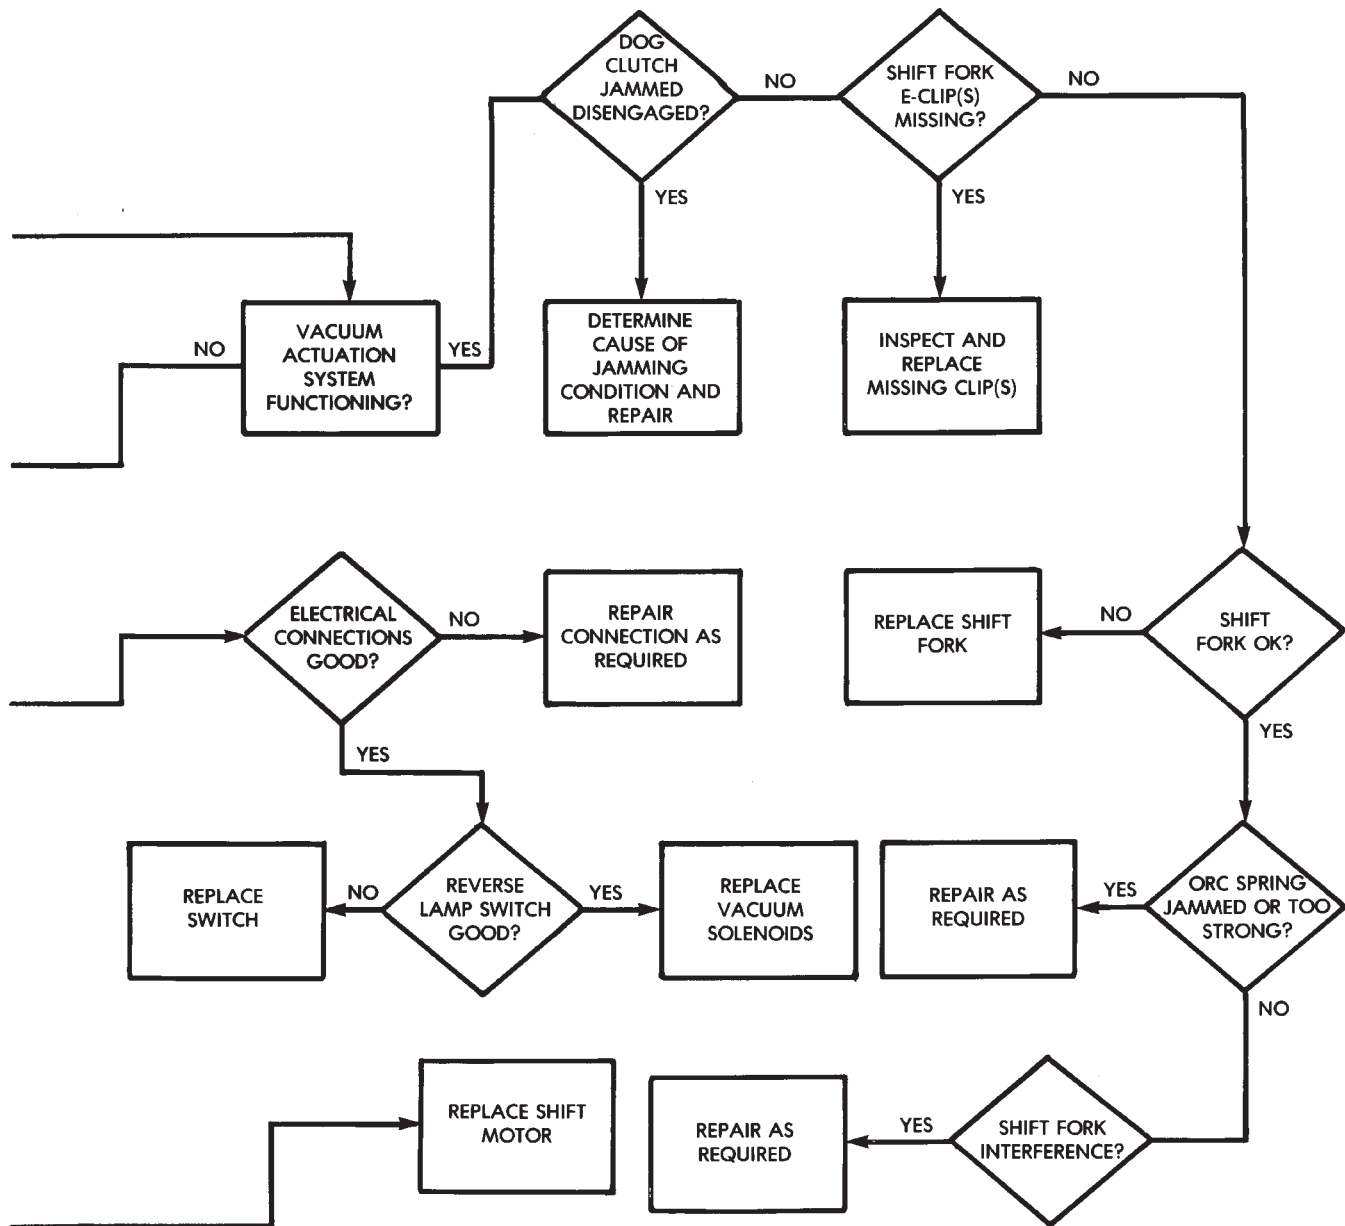 DOG
CLUTCH
JAMMED
DISENGAGED?
NO
SHIFT FORK
E-CLIP(S)
MISSING?
NO
YES
YES
VACUUM
ACTUATION
SYSTEM
FUNCTIONING?
NO
YES
DETERMINE
CAUSE OF
JAMMING
CONDITION AND
REPAIR
INSPECT AND
REPLACE
MISSING CLIP(S)
ELECTRICAL
CONNECTIONS
GOOD?
NO
REPAIR
CONNECTION AS
REQUIRED
REPLACE SHIFT
FORK
NO
SHIFT
FORK OK?
YES
YES
REPLACE
SWITCH
NO
REVERSE
LAMP SWITCH
GOOD?
YES
REPLACE
VACUUM
SOLENOIDS
REPAIR AS
REQUIRED
YES
ORC SPRING
JAMMED OR TOO
STRONG?
NO
REPLACE SHIFT
MOTOR
REPAIR AS
REQUIRED
YES
SHIFT FORK
INTERFERENCE?